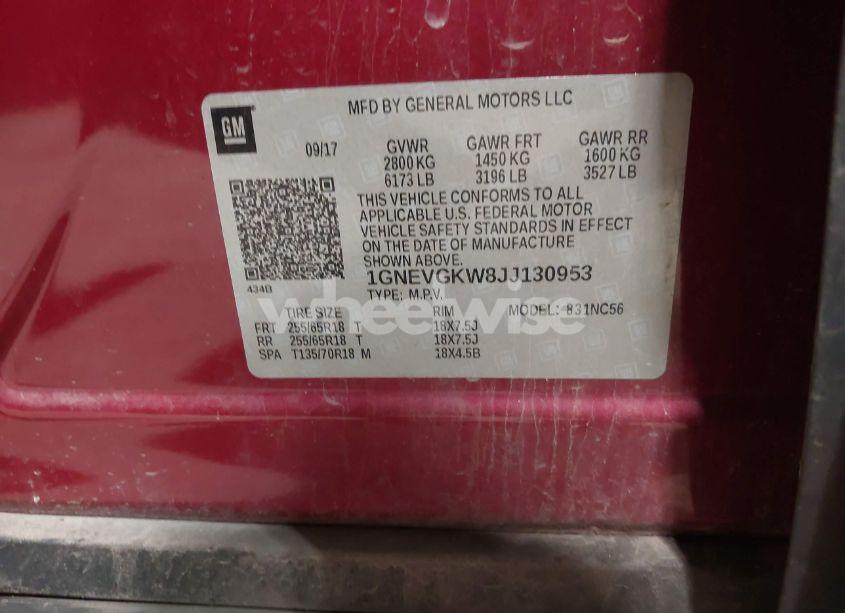 GM
MFD BY GENERAL MOTORS LLC
09/17 GVWR GAWR FRT GAWR RR
2800 KG 1450 KG 1600 KG
6173 LB 3196 LB 3527 LB
THIS VEHICLE CONFORMS TO ALL
APPLICABLE U.S. FEDERAL MOTOR
VEHICLE SAFETY STANDARDS IN EFFECT
ON THE DATE OF MANUFACTURE
SHOWN ABOVE.
434B
1GNEVGKW8JJ130953
TYPE: M.P.V.
wheelwise
TIRE SIZE RIM MODEL: 831NC56
FRT 255/65R18 T 18X7.5J
RR 255/65R18 T 18X7.5J
SPA T135/70R18 M 18X4.5B